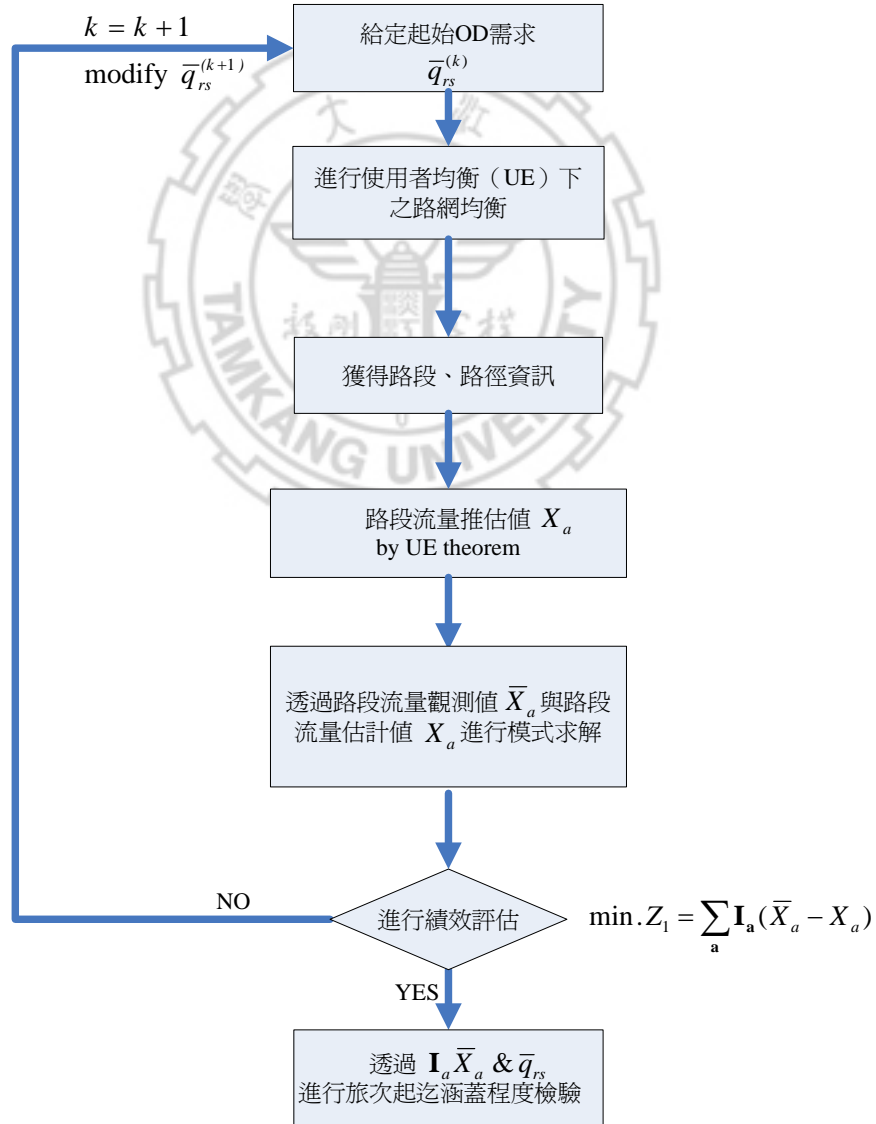 k = k + 1
modify q̅_rs^(k+1)
給定起始OD需求
q̅_rs^(k)
進行使用者均衡（UE）下
之路網均衡
獲得路段、路徑資訊
路段流量推估值 X_a
by UE theorem
透過路段流量觀測值 X̅_a 與路段
流量估計值 X_a 進行模式求解
NO
進行績效評估
min. Z_1 = ∑_a I_a (X̅_a − X_a)
YES
透過 I_a X̅_a & q̅_rs
進行旅次起迄涵蓋程度檢驗
TAMKANG UNIVERSITY